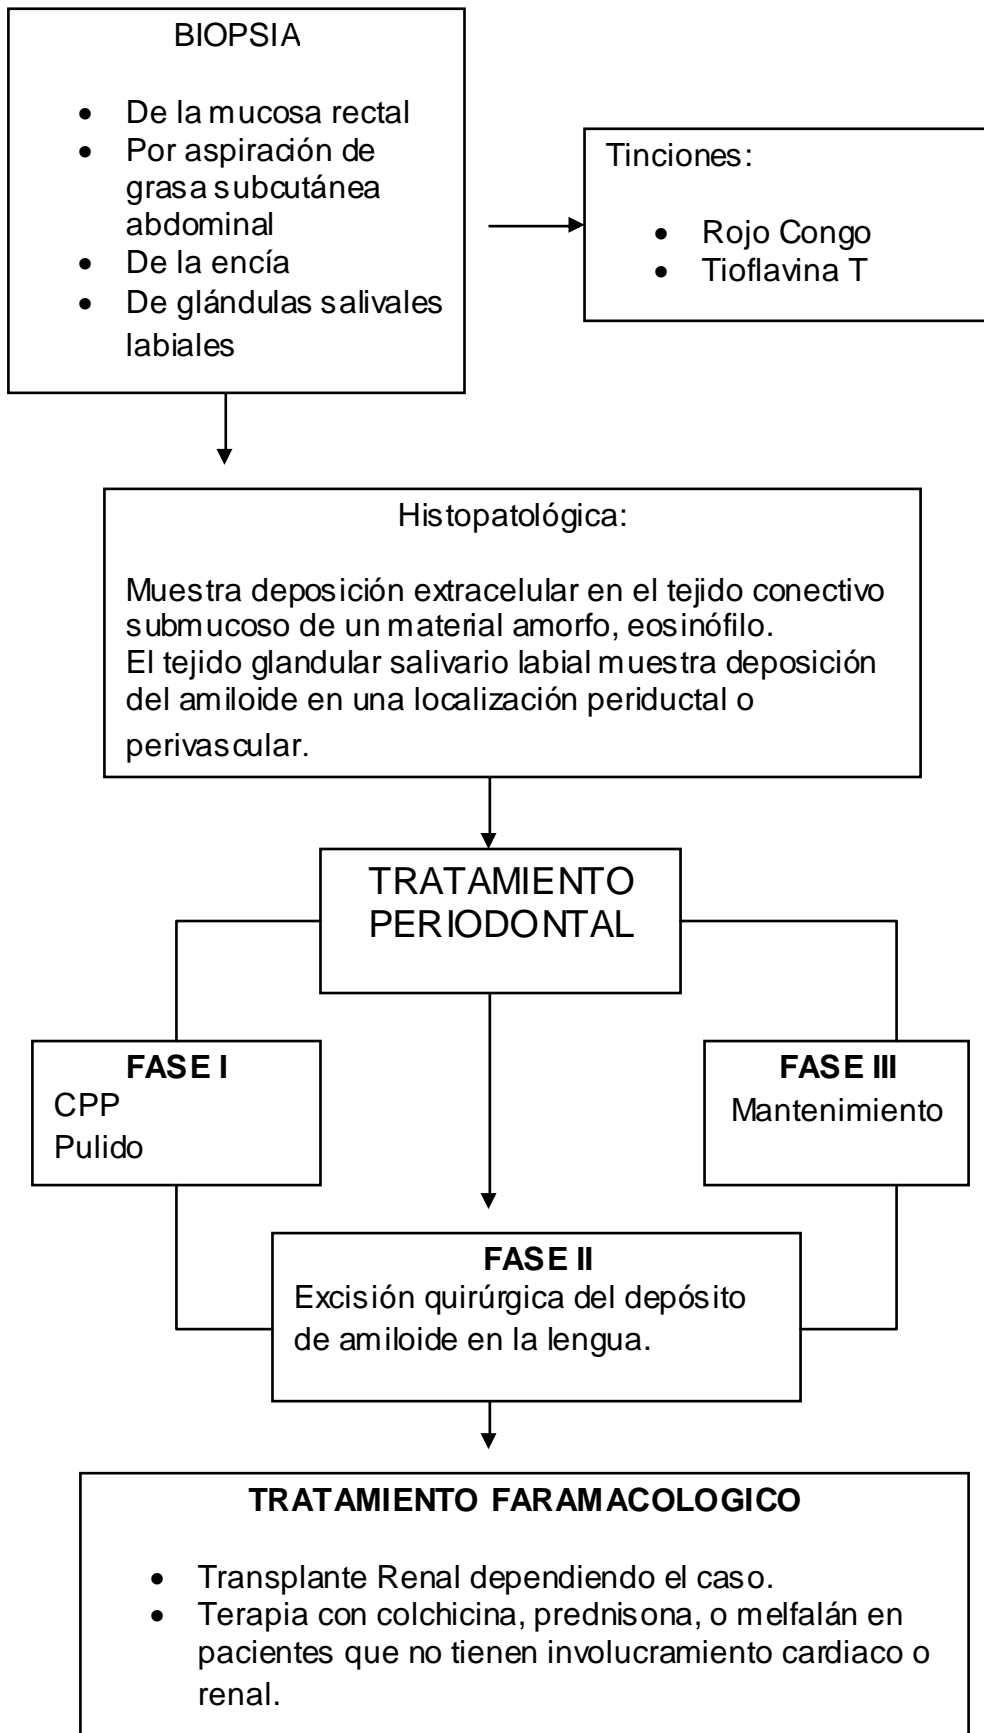 BIOPSIA
• De la mucosa rectal
• Por aspiración de
grasa subcutánea
abdominal
• De la encía
• De glándulas salivales
labiales
Tinciones:
• Rojo Congo
• Tioflavina T
Histopatológica:
Muestra deposición extracelular en el tejido conectivo
submucoso de un material amorfo, eosinófilo.
El tejido glandular salivario labial muestra deposición
del amiloide en una localización periductal o
perivascular.
TRATAMIENTO
PERIODONTAL
FASE I
CPP
Pulido
FASE III
Mantenimiento
FASE II
Excisión quirúrgica del depósito
de amiloide en la lengua.
TRATAMIENTO FARAMACOLOGICO
• Transplante Renal dependiendo el caso.
• Terapia con colchicina, prednisona, o melfalán en
pacientes que no tienen involucramiento cardiaco o
renal.